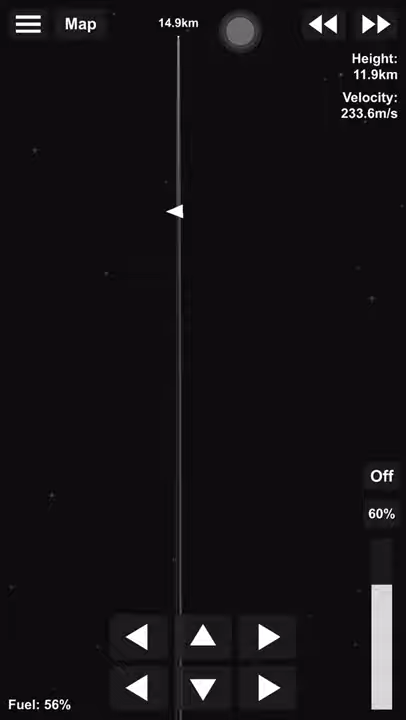 Map
14.9km
Height:
11.9km
Velocity:
233.6m/s
Off
60%
Fuel: 56%